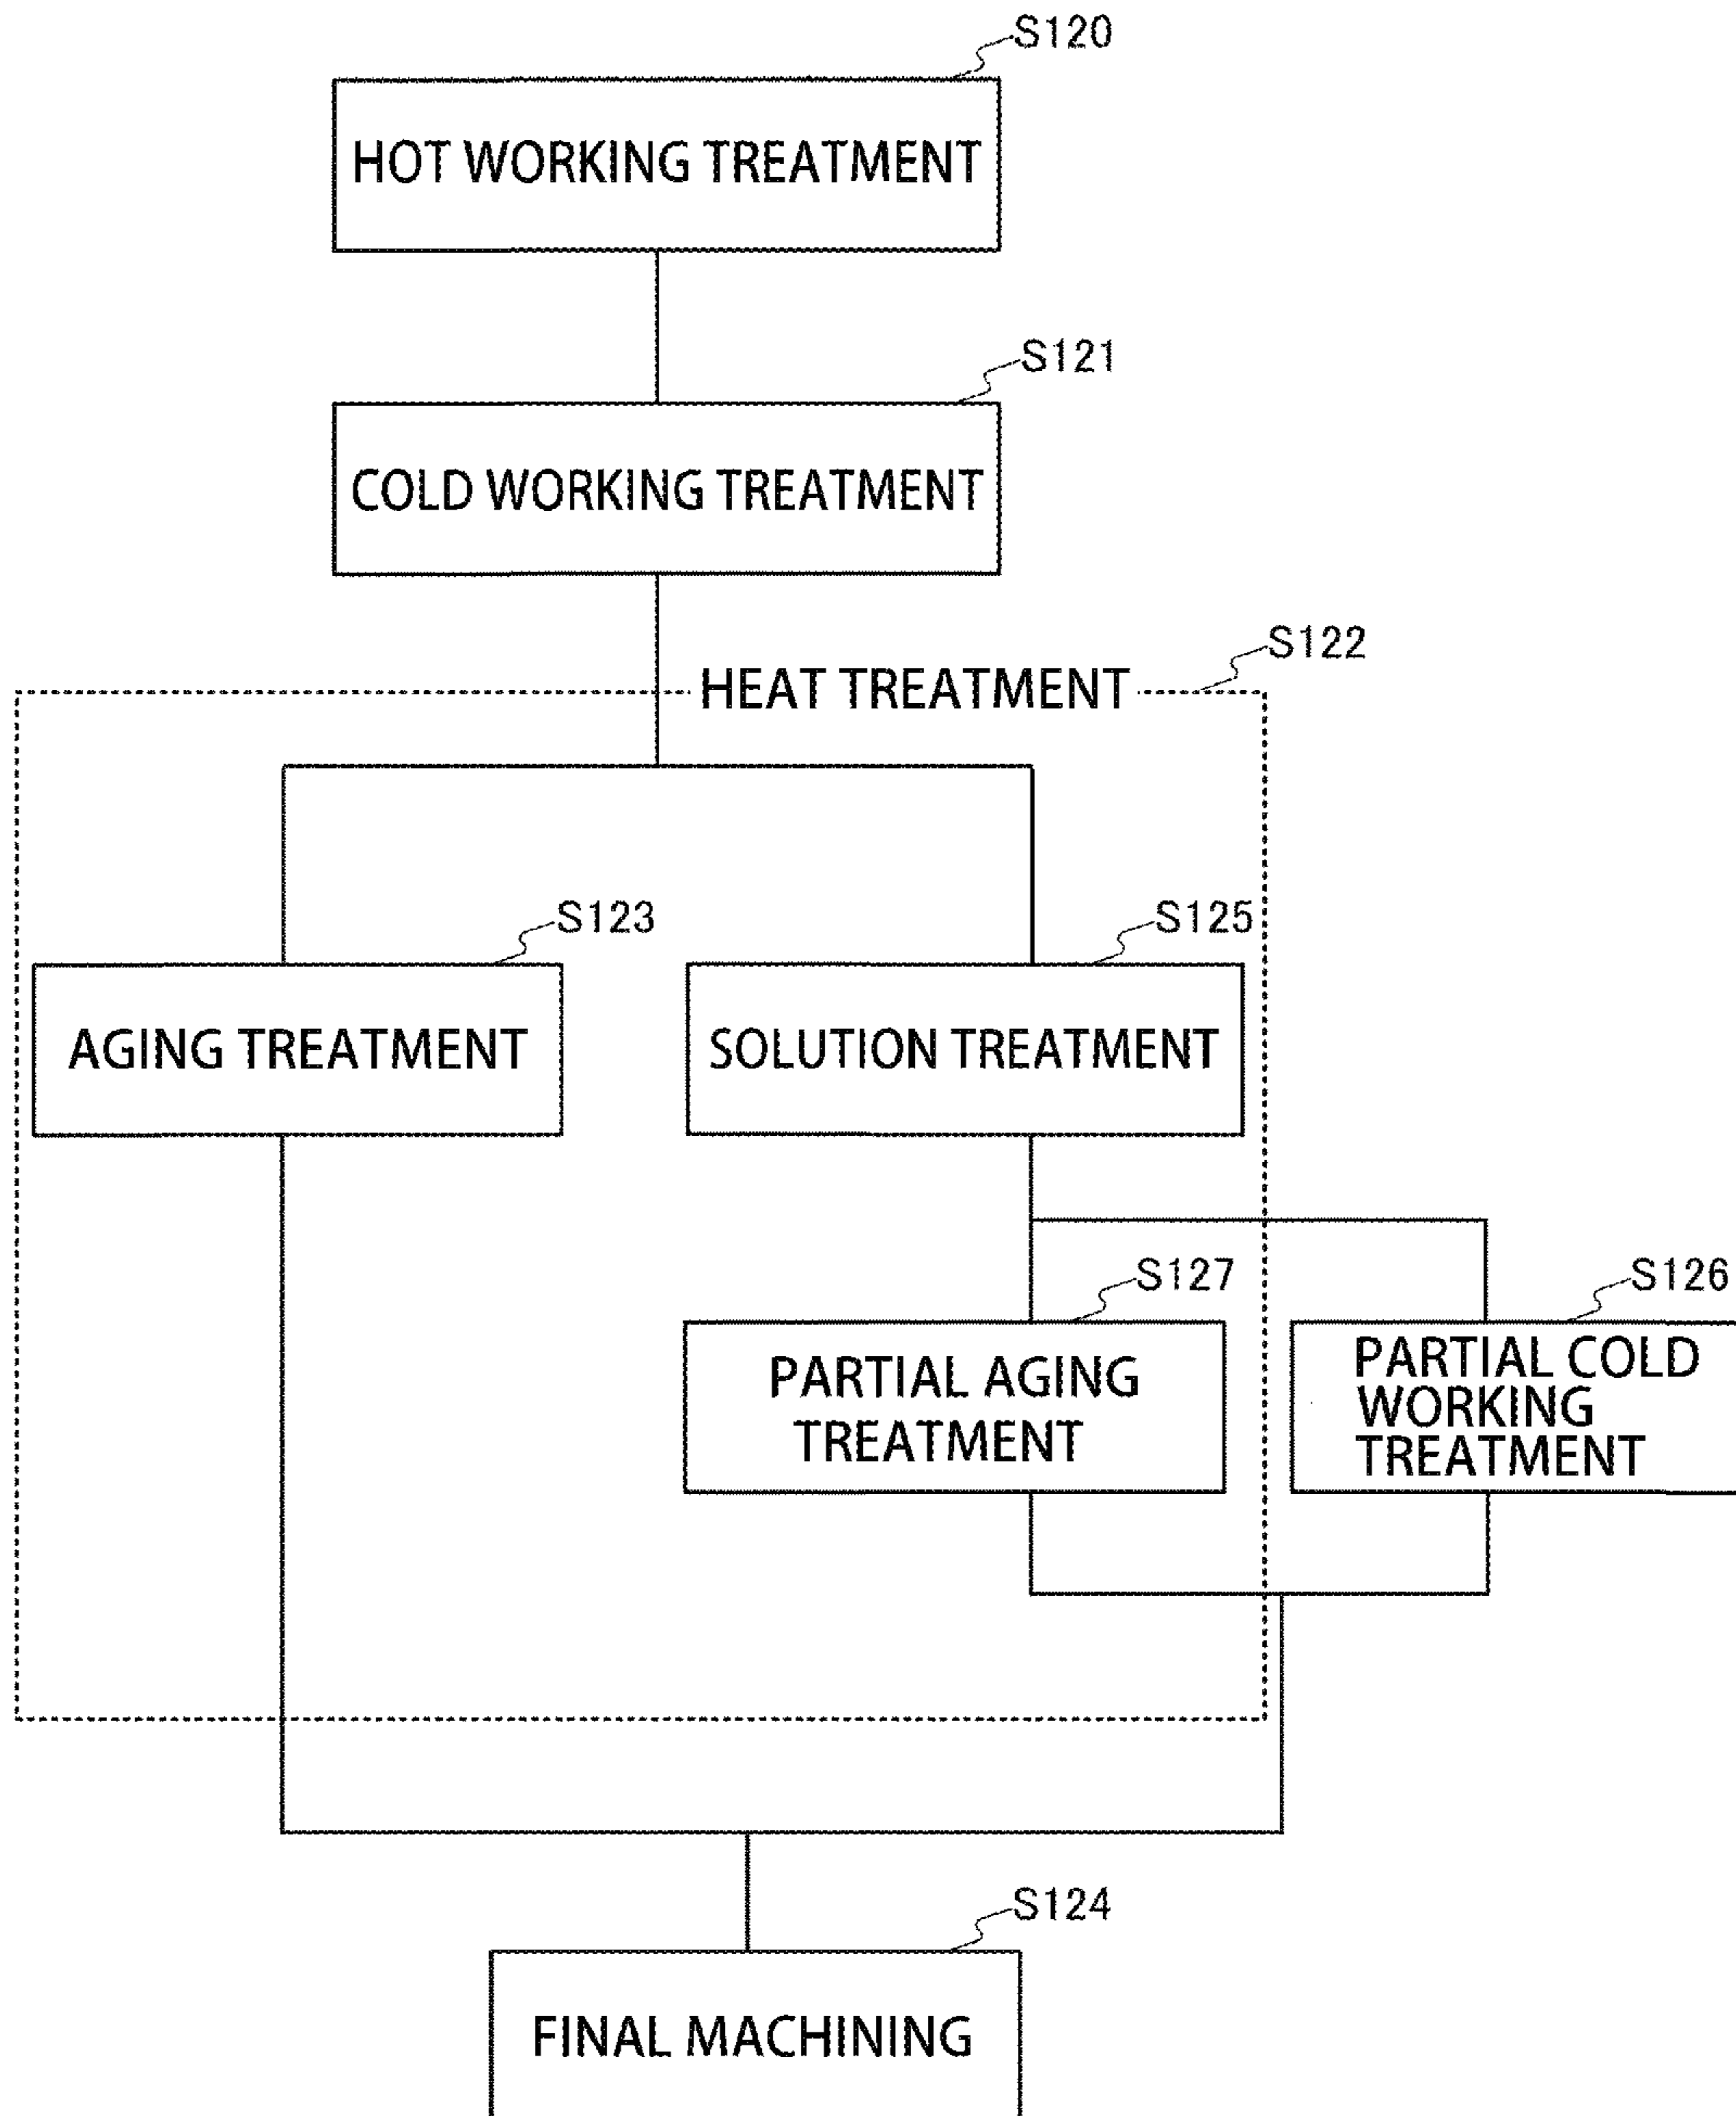 S120
HOT WORKING TREATMENT
S121
COLD WORKING TREATMENT
S122
HEAT TREATMENT
S123
S125
AGING TREATMENT
SOLUTION TREATMENT
S127
S126
PARTIAL AGING
TREATMENT
PARTIAL COLD
WORKING
TREATMENT
S124
FINAL MACHINING